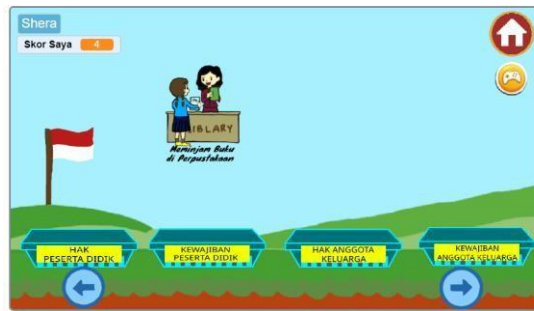 Shera
Skor Saya 4
LIBLARY
Meminjam Buku
di Perpustakaan
HAK
PESERTA DIDIK
KEWAJIBAN
PESERTA DIDIK
HAK ANGGOTA
KELUARGA
KEWAJIBAN
ANGGOTA KELUARGA